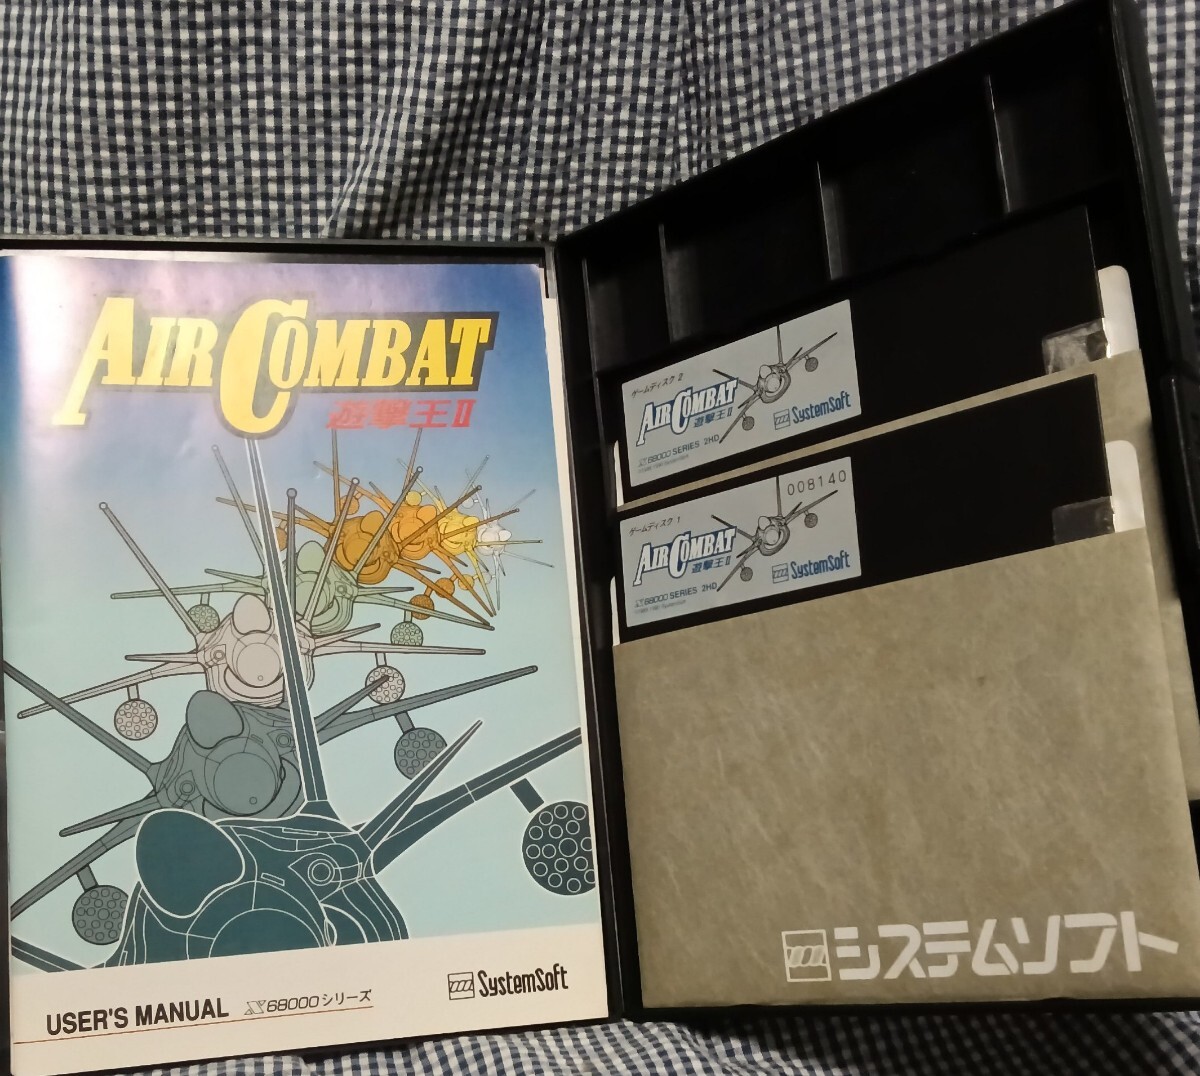 AIR COMBAT
遊撃王II
USER'S MANUAL X68000シリーズ
SystemSoft
ゲームディスク 2
AIR COMBAT
遊撃王II
SystemSoft
X68000 SERIES 2HD
ゲームディスク 1
008140
AIR COMBAT
遊撃王II
SystemSoft
X68000 SERIES 2HD
システムソフト